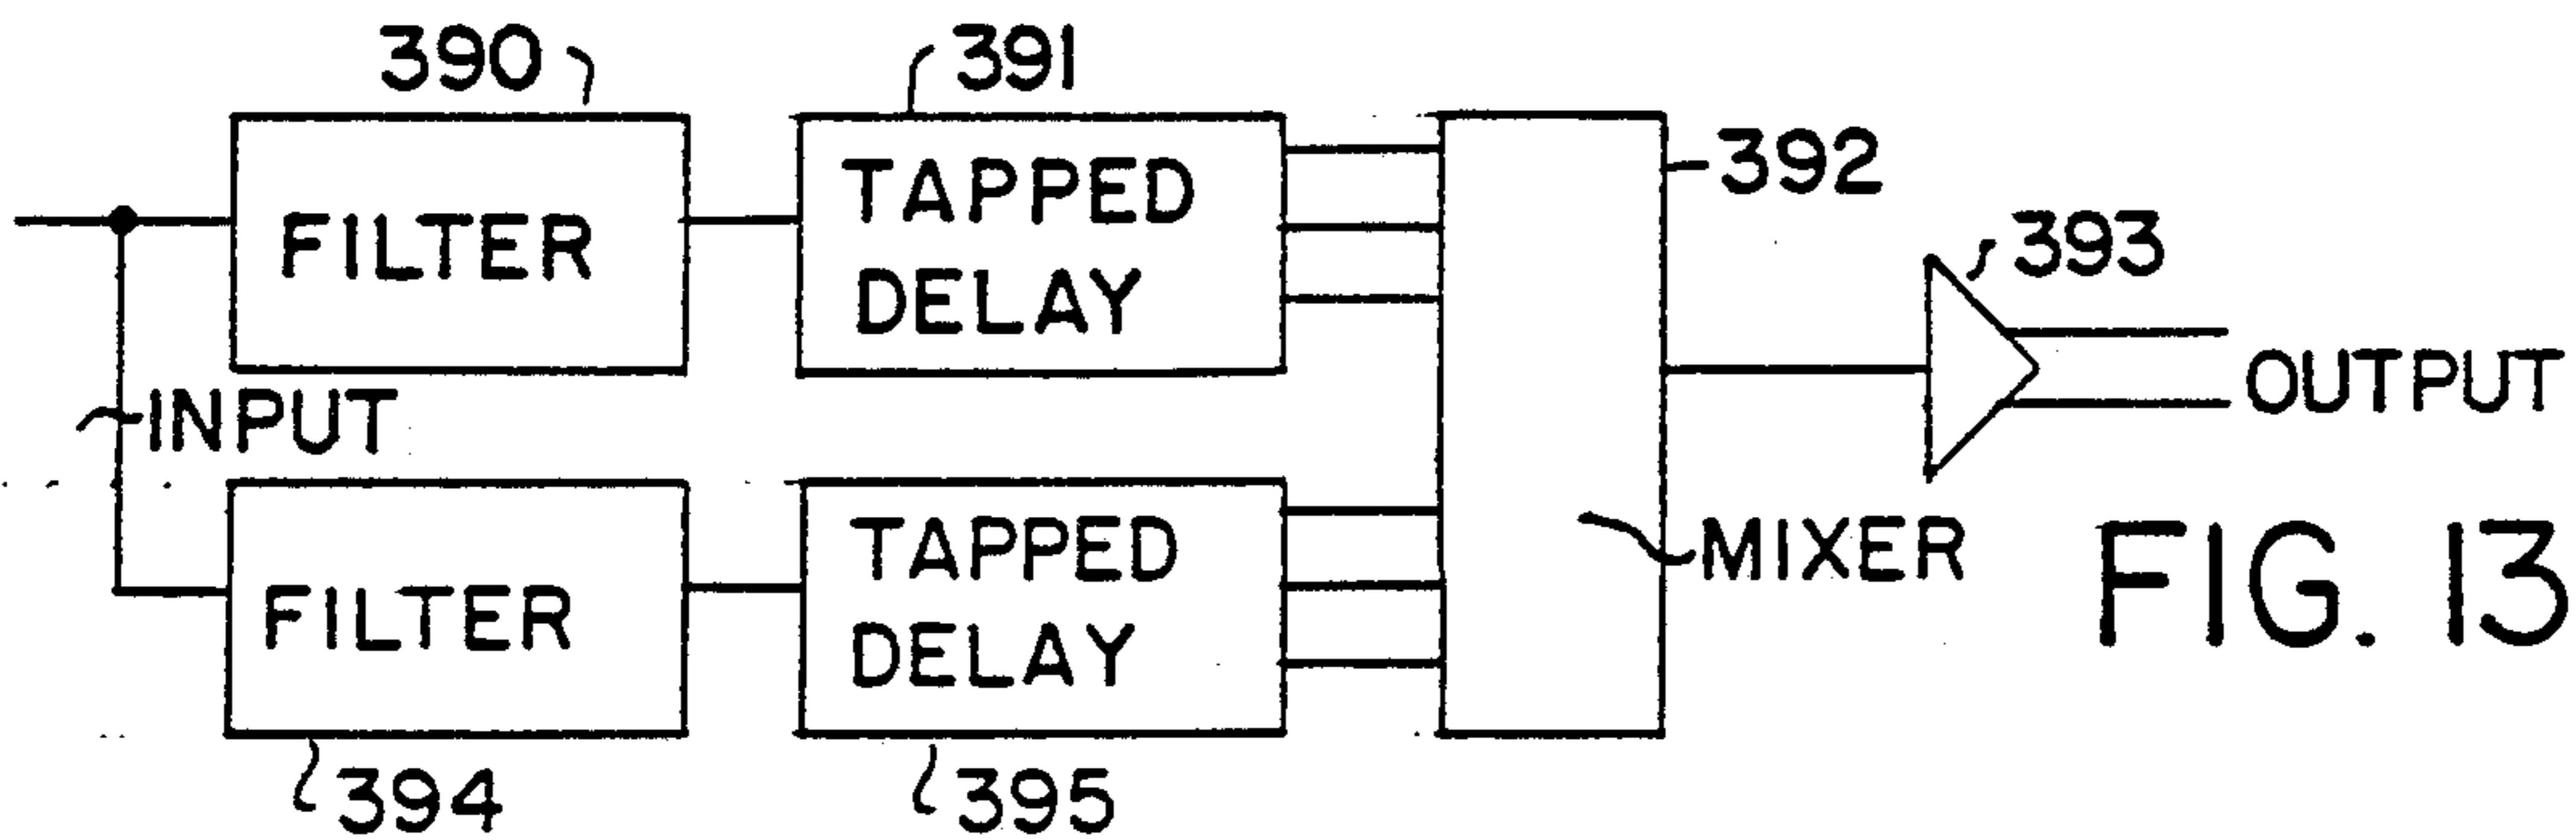 390
391
392
393
FILTER
TAPPED
DELAY
INPUT
OUTPUT
FILTER
TAPPED
DELAY
MIXER
FIG. 13
394
395